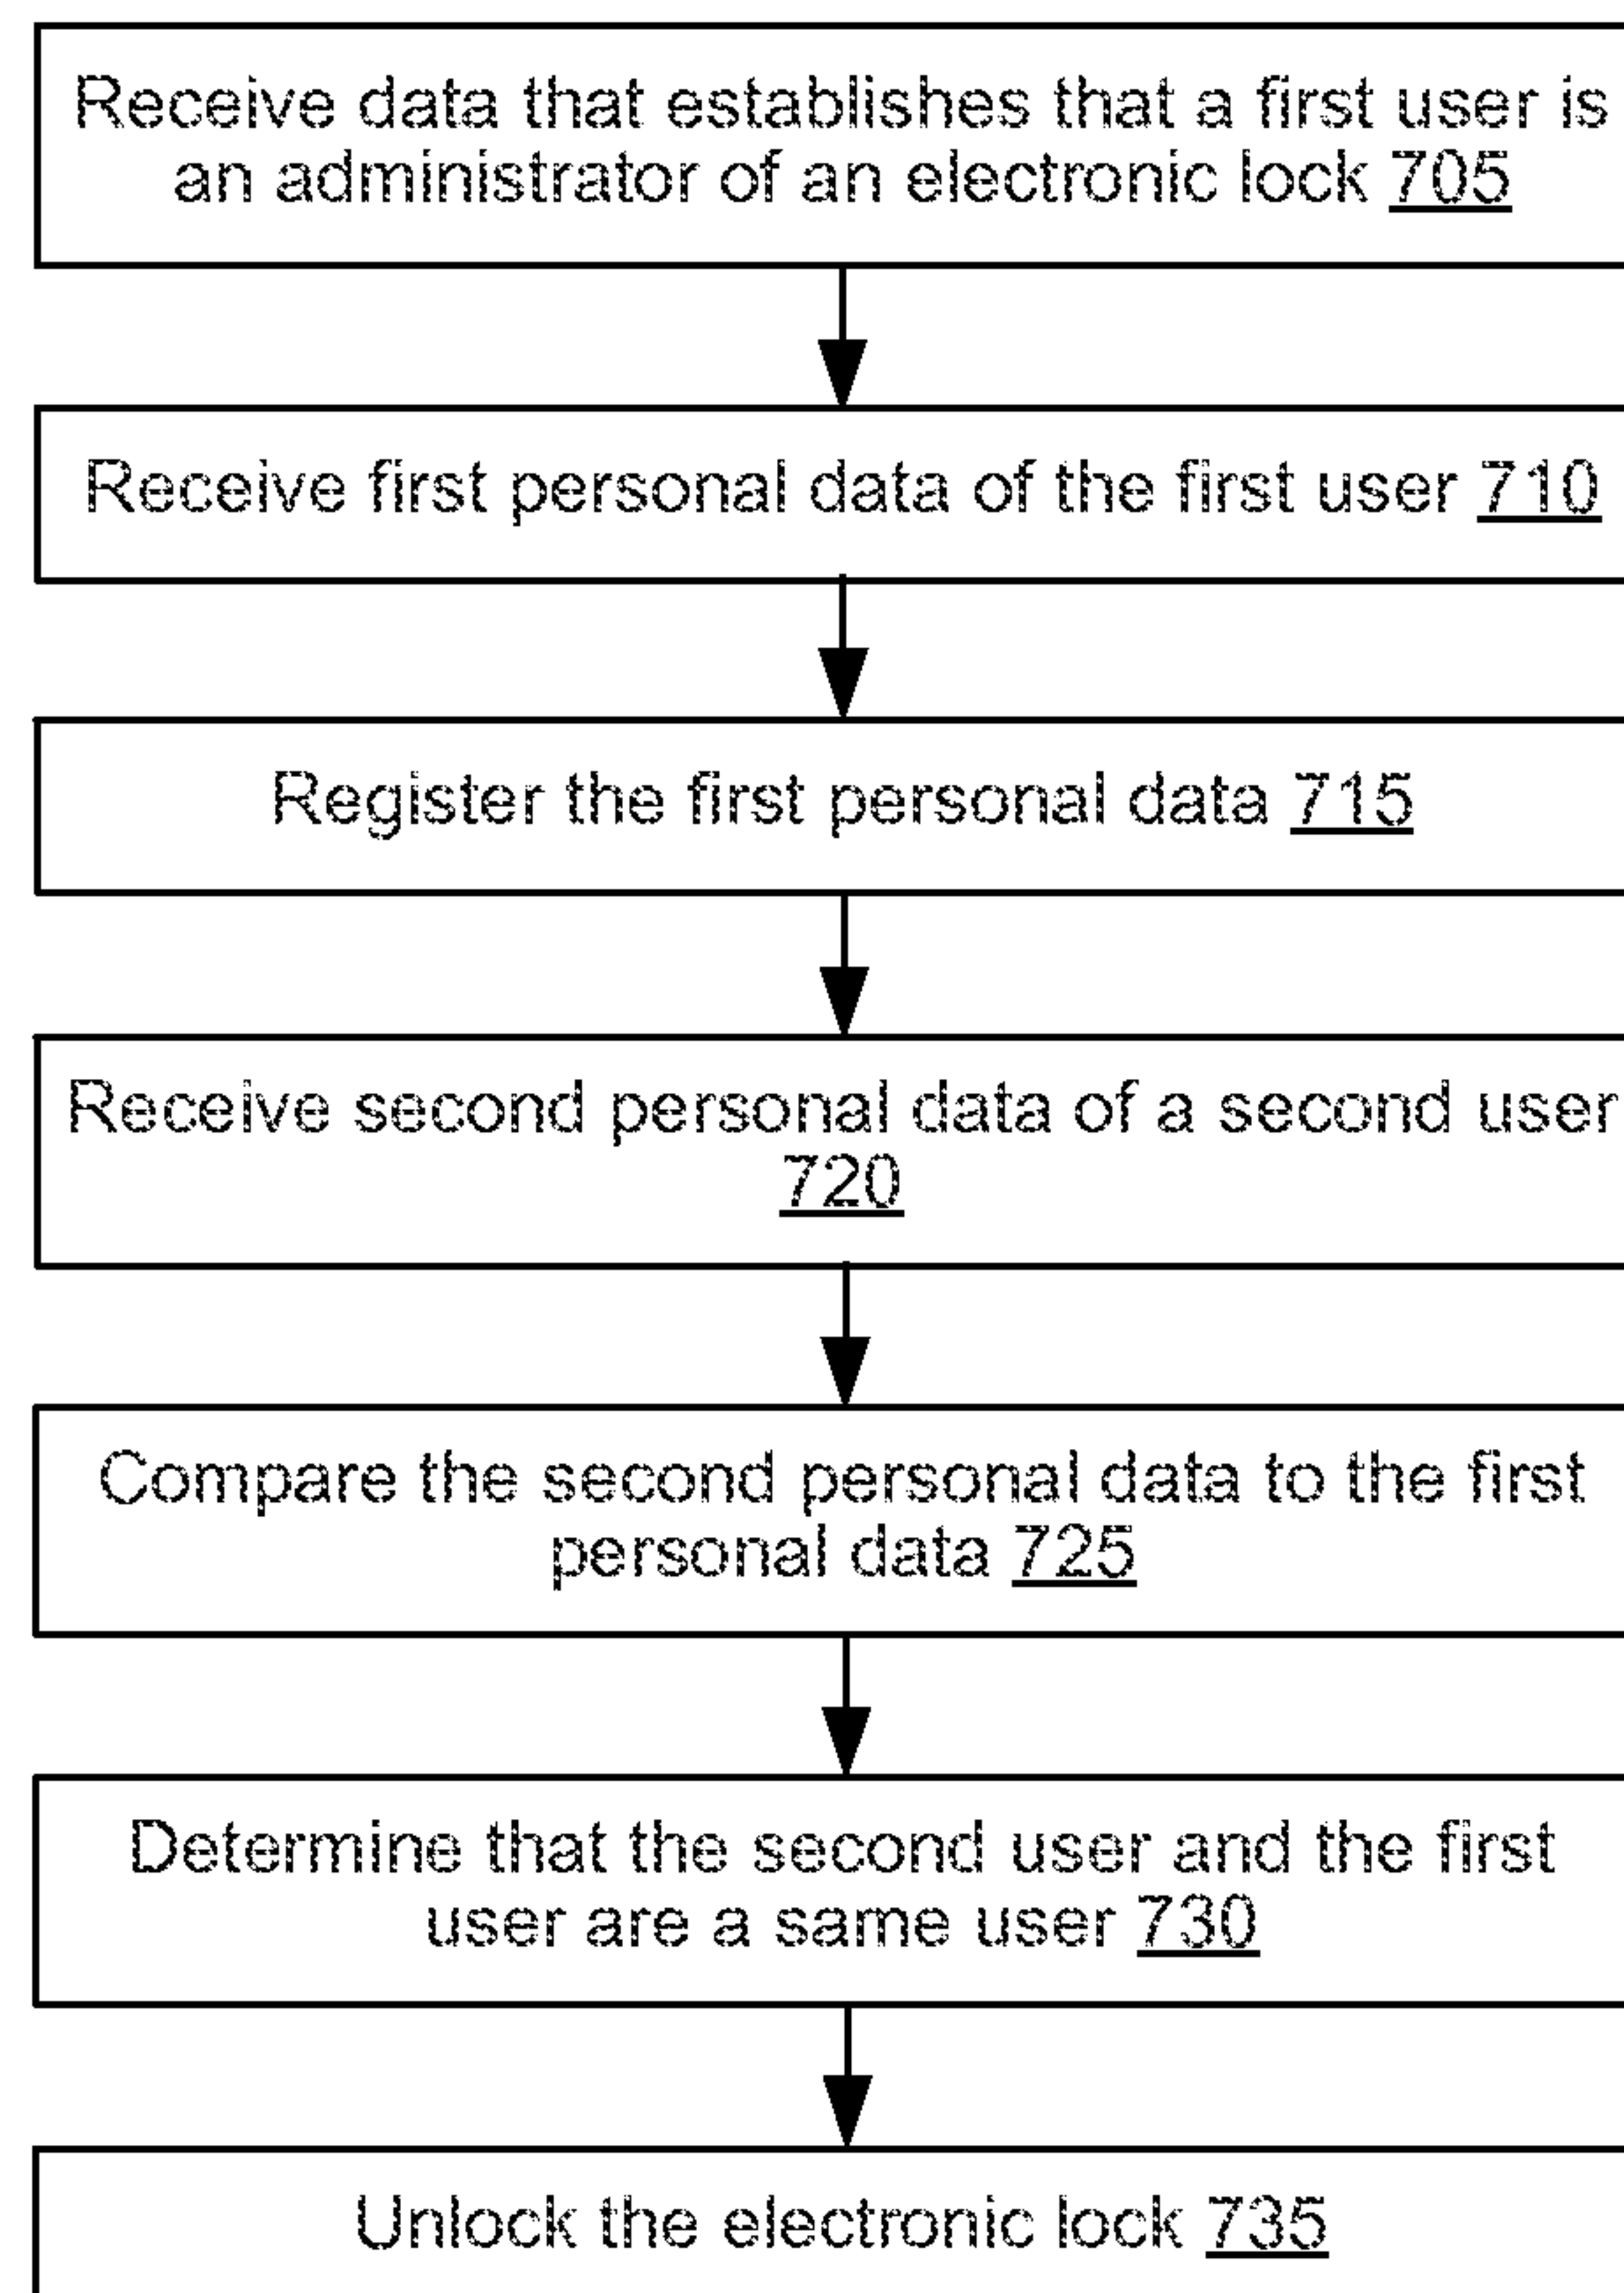 Receive data that establishes that a first user is
an administrator of an electronic lock 705
Receive first personal data of the first user 710
Register the first personal data 715
Receive second personal data of a second user
720
Compare the second personal data to the first
personal data 725
Determine that the second user and the first
user are a same user 730
Unlock the electronic lock 735